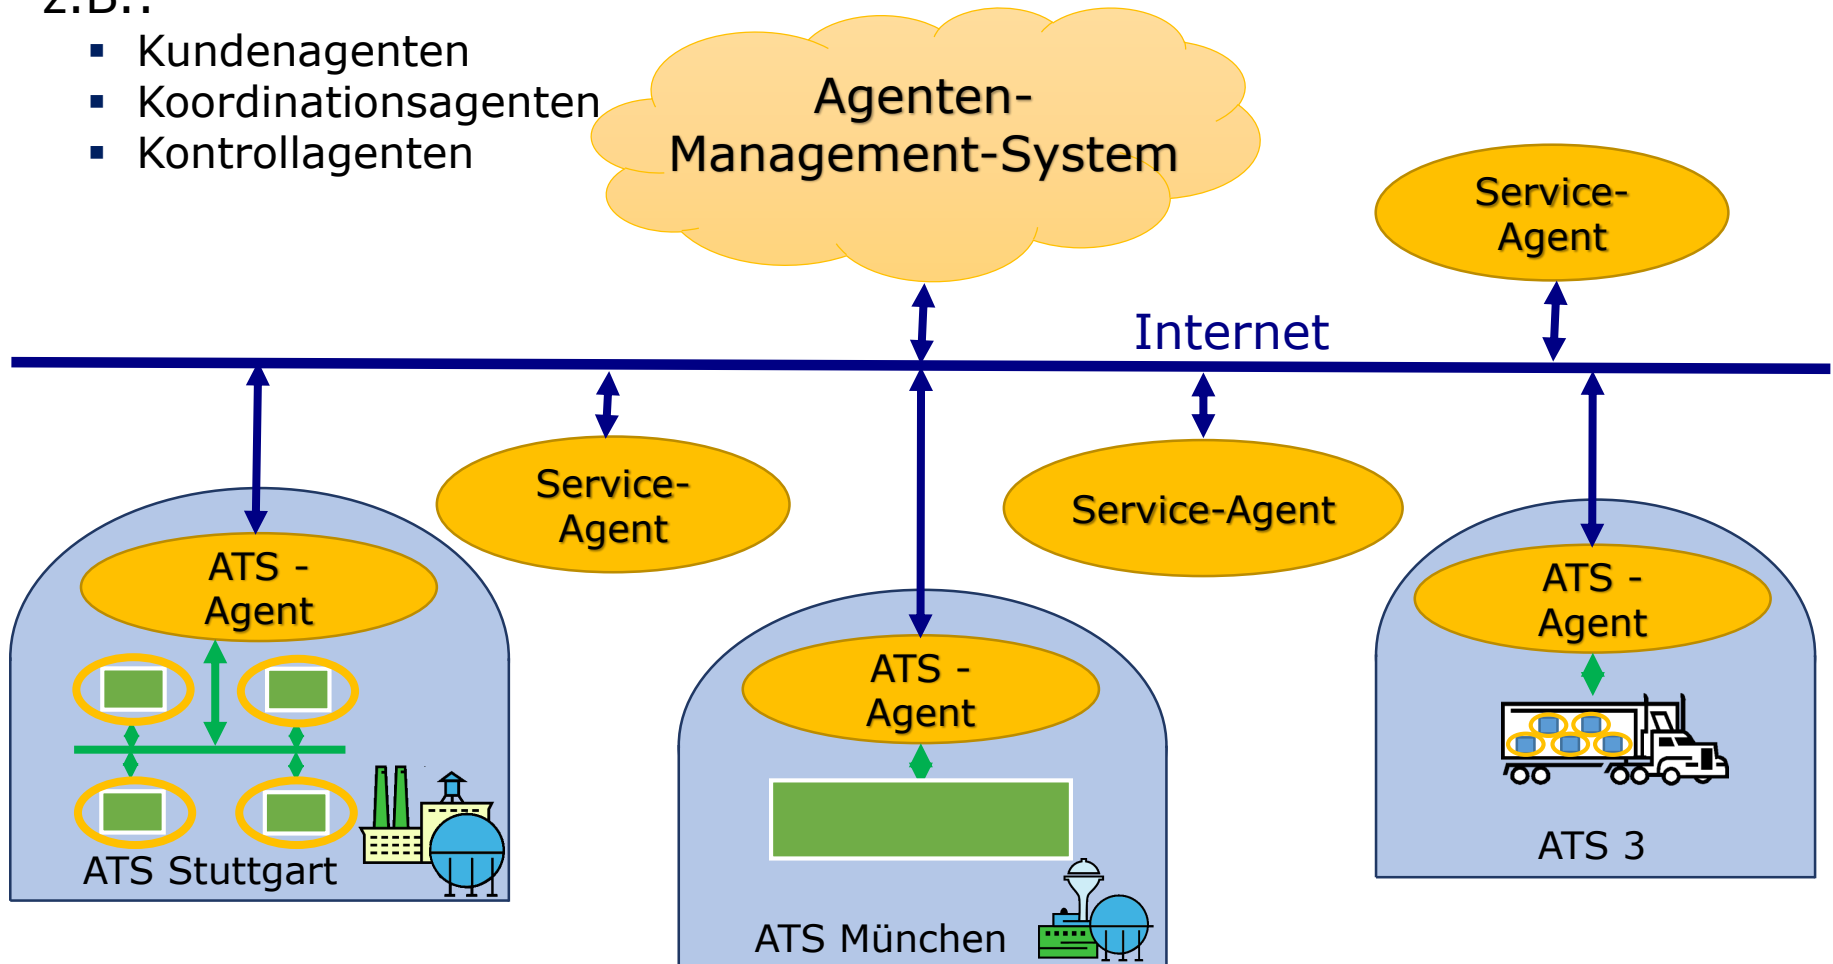 z.B.:
▪ Kundenagenten
▪ Koordinationsagenten
▪ Kontrollagenten
Agenten-
Management-System
Service-
Agent
Internet
Service-
Agent
Service-Agent
ATS -
Agent
ATS -
Agent
ATS -
Agent
ATS Stuttgart
ATS München
ATS 3